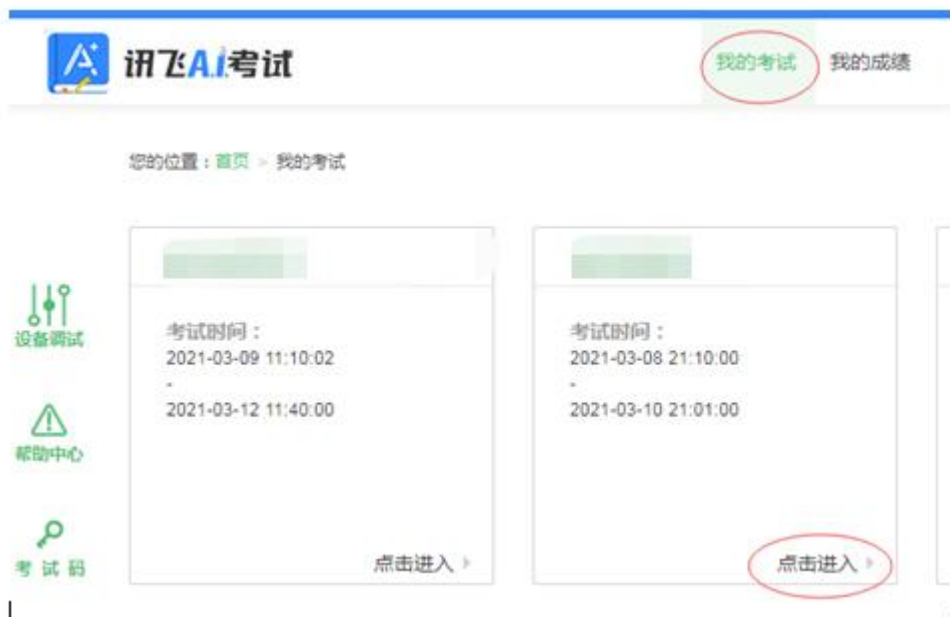 讯飞A.I.考试
我的考试 我的成绩
您的位置：首页 > 我的考试
设备调试
帮助中心
考试码
考试时间：
2021-03-09 11:10:02
-
2021-03-12 11:40:00
点击进入
考试时间：
2021-03-08 21:10:00
-
2021-03-10 21:01:00
点击进入